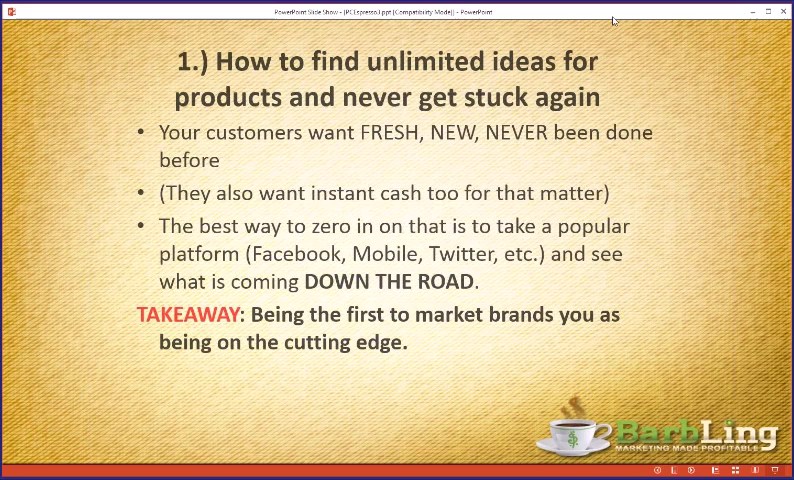 PowerPoint Slide Show - [PCEspresso3.ppt [Compatibility Mode]] - PowerPoint
1.) How to find unlimited ideas for
products and never get stuck again
• Your customers want FRESH, NEW, NEVER been done
before
• (They also want instant cash too for that matter)
• The best way to zero in on that is to take a popular
platform (Facebook, Mobile, Twitter, etc.) and see
what is coming DOWN THE ROAD.
TAKEAWAY: Being the first to market brands you as
being on the cutting edge.
$
BarbLing
MARKETING MADE PROFITABLE